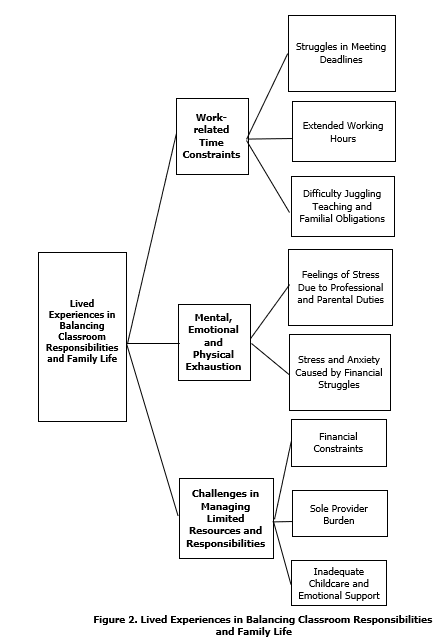 Lived
Experiences in
Balancing
Classroom
Responsibilities
and Family Life
Work-
related
Time
Constraints
Struggles in Meeting
Deadlines
Extended Working
Hours
Difficulty Juggling
Teaching and
Familial Obligations
Mental,
Emotional
and
Physical
Exhaustion
Feelings of Stress
Due to Professional
and Parental Duties
Stress and Anxiety
Caused by Financial
Struggles
Challenges in
Managing
Limited
Resources and
Responsibilities
Financial
Constraints
Sole Provider
Burden
Inadequate
Childcare and
Emotional Support
Figure 2. Lived Experiences in Balancing Classroom Responsibilities
and Family Life